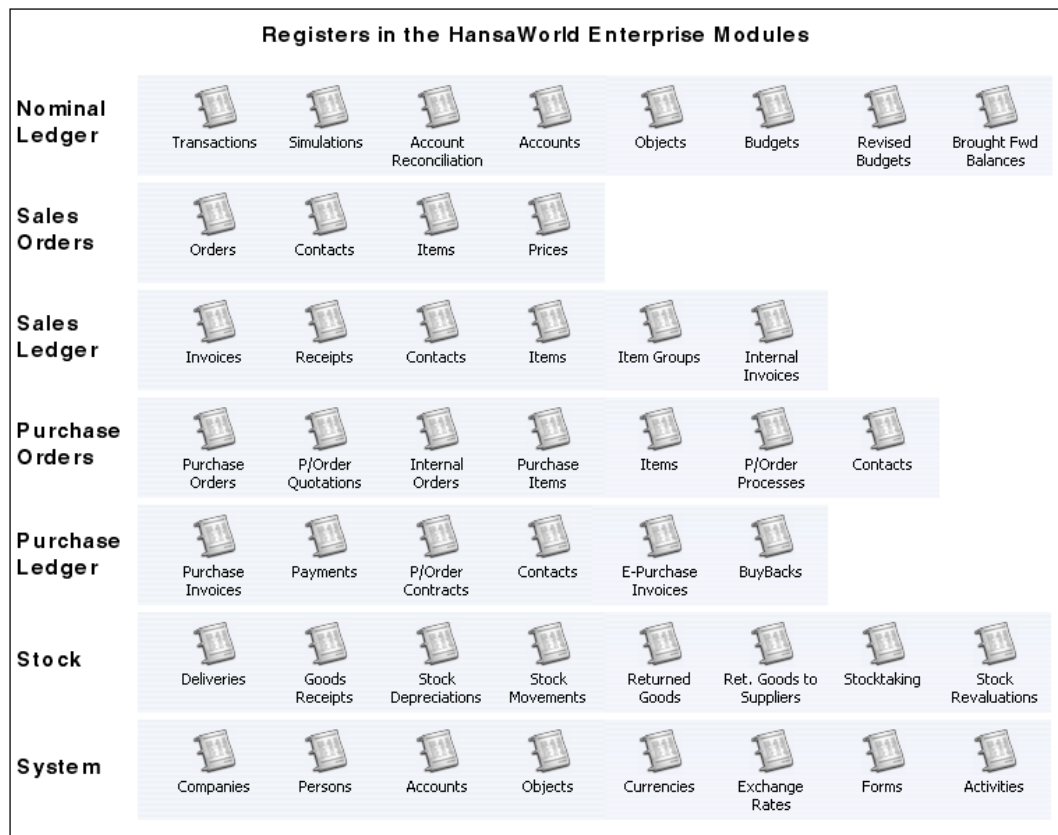 Registers in the HansaWorld Enterprise Modules
Nominal
Ledger
Transactions
Simulations
Account
Reconciliation
Accounts
Objects
Budgets
Revised
Budgets
Brought Fwd
Balances
Sales
Orders
Orders
Contacts
Items
Prices
Sales
Ledger
Invoices
Receipts
Contacts
Items
Item Groups
Internal
Invoices
Purchase
Orders
Purchase
Orders
P/Order
Quotations
Internal
Orders
Purchase
Items
Items
P/Order
Processes
Contacts
Purchase
Ledger
Purchase
Invoices
Payments
P/Order
Contracts
Contacts
E-Purchase
Invoices
BuyBacks
Stock
Deliveries
Goods
Receipts
Stock
Depreciations
Stock
Movements
Returned
Goods
Ret. Goods to
Suppliers
Stocktaking
Stock
Revaluations
System
Companies
Persons
Accounts
Objects
Currencies
Exchange
Rates
Forms
Activities